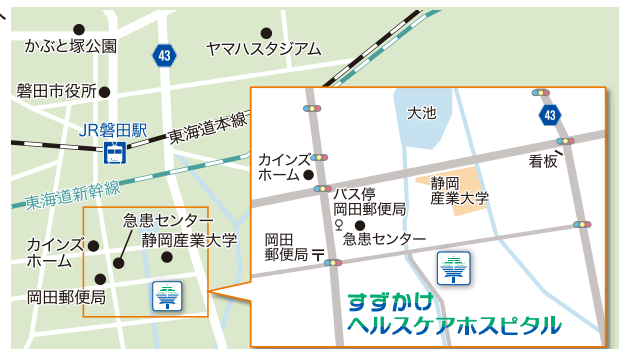 かぶと塚公園
43
ヤマハスタジアム
磐田市役所
JR磐田駅
東海道本線
東海道新幹線
急患センター
静岡産業大学
カインズ
ホーム
岡田郵便局
大池
43
看板
カインズ
ホーム
静岡
産業大学
バス停
岡田郵便局
急患センター
岡田
郵便局〒
すずかけ
ヘルスケアホスピタル